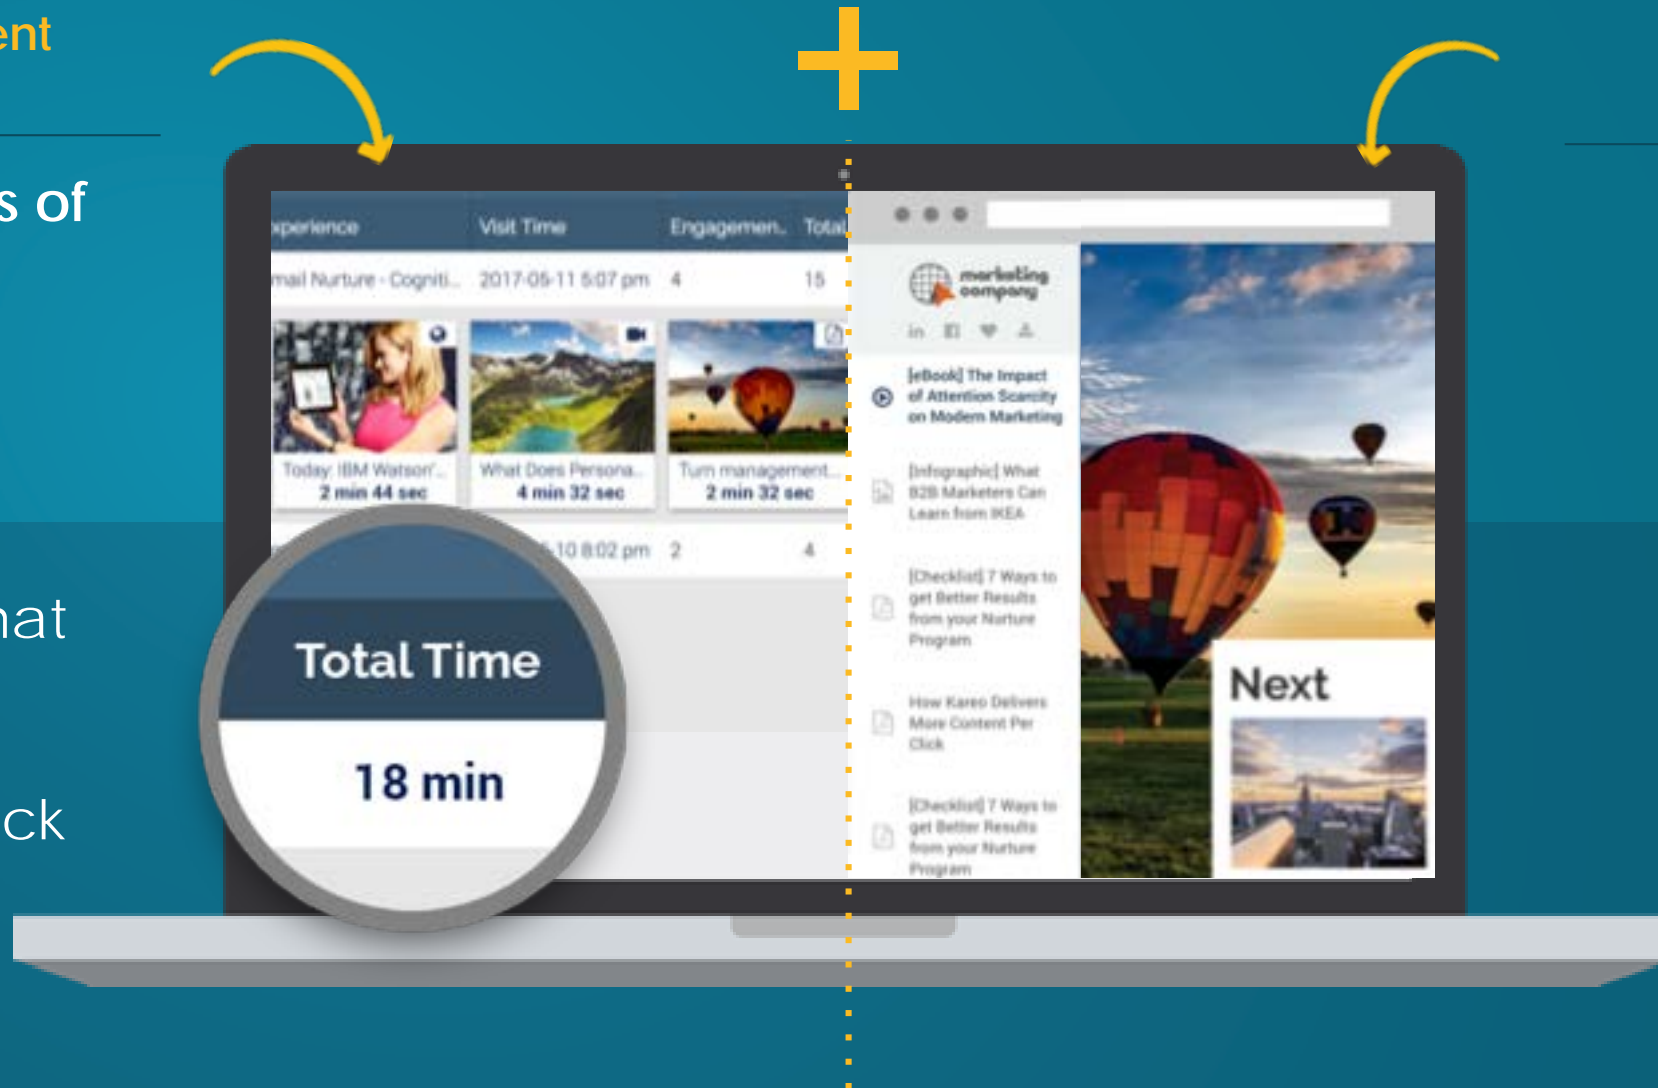 ent
s of
hat
ick
xperience Visit Time Engagemen.. Total
mail Nurture - Cogniti... 2017-05-11 5:07 pm 4 15
Today: IBM Watson'... What Does Persona... Turn management...
2 min 44 sec 4 min 32 sec 2 min 32 sec
-10 8:02 pm 2 4
Total Time
18 min
marketing
company
in
[eBook] The Impact
of Attention Scarcity
on Modern Marketing
[Infographic] What
B2B Marketers Can
Learn from IKEA
[Checklist] 7 Ways to
get Better Results
from your Nurture
Program
How Kareo Delivers
More Content Per
Click
[Checklist] 7 Ways to
get Better Results
from your Nurture
Program
Next